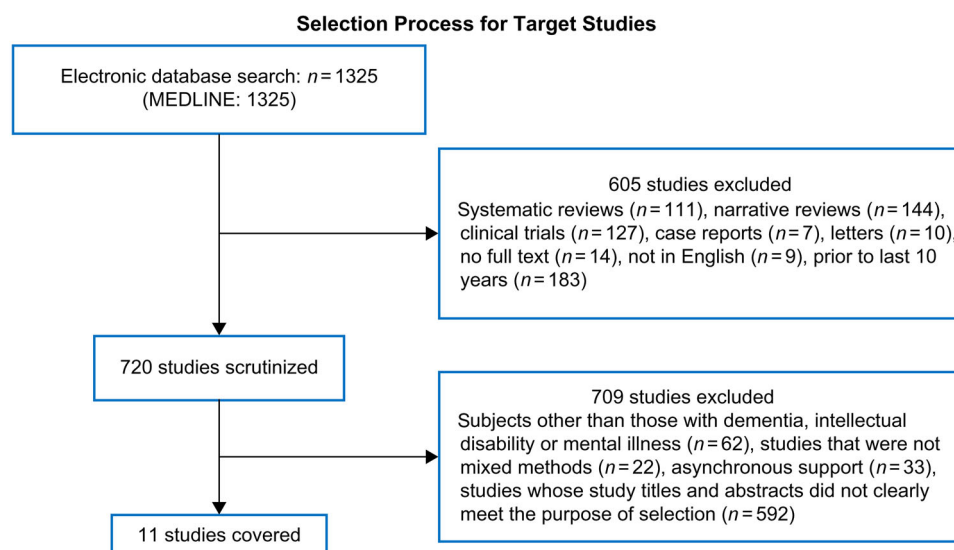 Selection Process for Target Studies
Electronic database search: n=1325
(MEDLINE: 1325)
605 studies excluded
Systematic reviews (n=111), narrative reviews (n=144),
clinical trials (n=127), case reports (n=7), letters (n=10),
no full text (n=14), not in English (n=9), prior to last 10
years (n=183)
720 studies scrutinized
709 studies excluded
Subjects other than those with dementia, intellectual
disability or mental illness (n=62), studies that were not
mixed methods (n=22), asynchronous support (n=33),
studies whose study titles and abstracts did not clearly
meet the purpose of selection (n=592)
11 studies covered